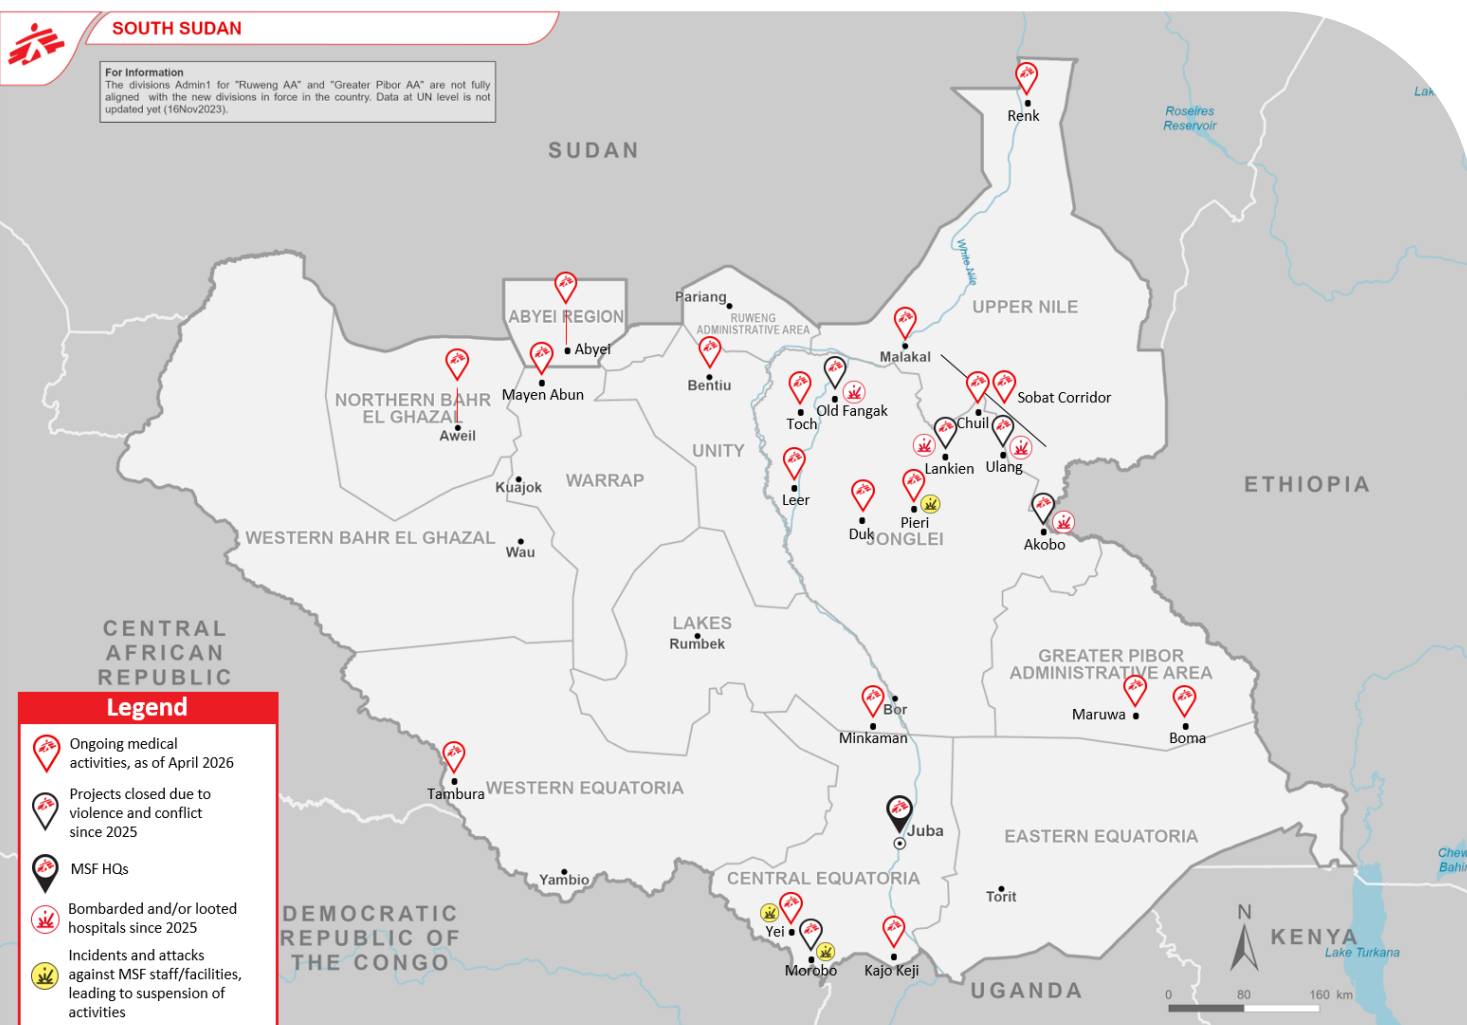 SOUTH SUDAN
For Information
The divisions Admin1 for "Ruweng AA" and "Greater Pibor AA" are not fully
aligned with the new divisions in force in the country. Data at UN level is not
updated yet (16Nov2023).
SUDAN
Renk
Roseires
Reservoir
White Nile
UPPER NILE
Pariang
RUWENG
ADMINISTRATIVE AREA
ABYEI REGION
Abyei
Mayen Abun
Bentiu
Malakal
NORTHERN BAHR
EL GHAZAL
Aweil
Toch
Old Fangak
Sobat Corridor
Chuil
UNITY
Lankien
Ulang
WARRAP
Kuajok
Leer
Pieri
Duk
JONGLEI
Akobo
ETHIOPIA
WESTERN BAHR EL GHAZAL
Wau
LAKES
Rumbek
CENTRAL
AFRICAN
REPUBLIC
GREATER PIBOR
ADMINISTRATIVE AREA
Maruwa
Boma
Bor
Minkaman
Tambura
WESTERN EQUATORIA
Juba
EASTERN EQUATORIA
Yambio
CENTRAL EQUATORIA
Torit
Yei
Morobo
Kajo Keji
DEMOCRATIC
REPUBLIC OF
THE CONGO
UGANDA
KENYA
Lake Turkana
Chew
Bahir
Lak
N
0 80 160 km
Legend
Ongoing medical
activities, as of April 2026
Projects closed due to
violence and conflict
since 2025
MSF HQs
Bombarded and/or looted
hospitals since 2025
Incidents and attacks
against MSF staff/facilities,
leading to suspension of
activities